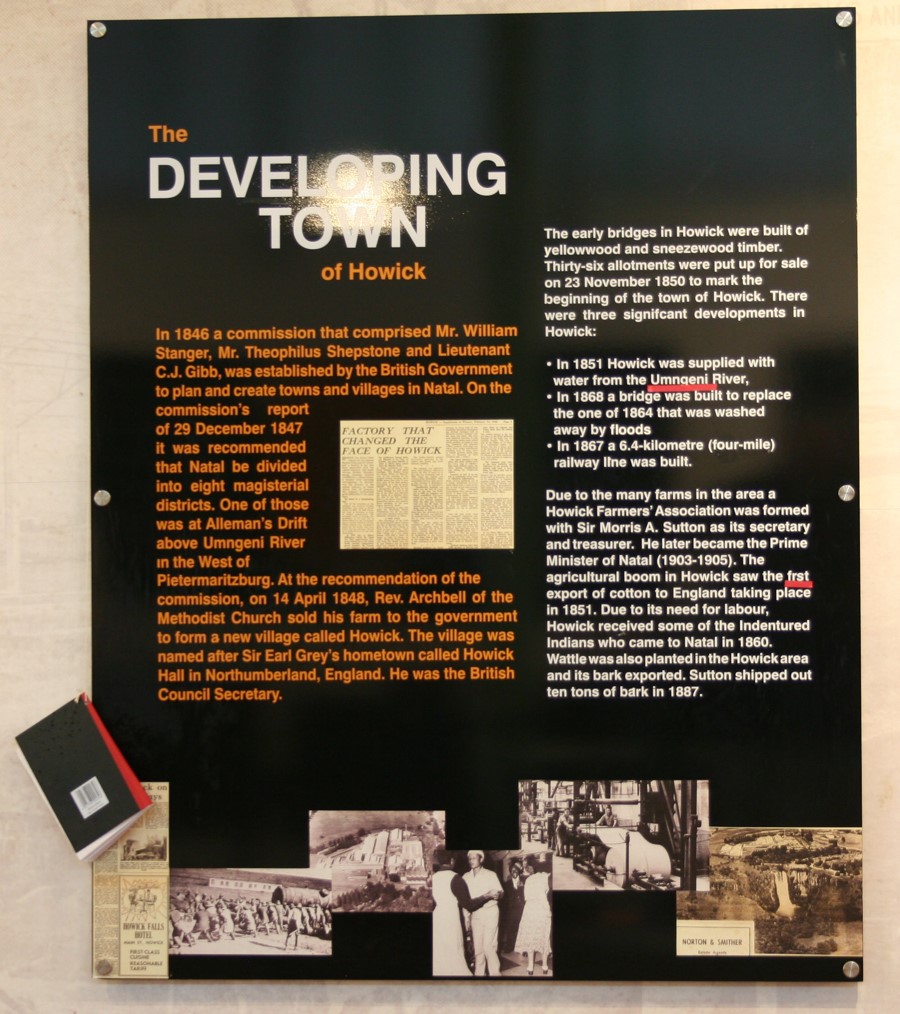 The
DEVELOPING
TOWN
of Howick
In 1846 a commission that comprised Mr. William
Stanger, Mr. Theophilus Shepstone and Lieutenant
C.J. Gibb, was established by the British Government
to plan and create towns and villages in Natal. On the
commission's report
of 29 December 1847
it was recommended
that Natal be divided
into eight magisterial
districts. One of those
was at Alleman's Drift
above Umngeni River
in the West of
Pietermaritzburg. At the recommendation of the
commission, on 14 April 1848, Rev. Archbell of the
Methodist Church sold his farm to the government
to form a new village called Howick. The village was
named after Sir Earl Grey's hometown called Howick
Hall in Northumberland, England. He was the British
Council Secretary.
FACTORY THAT
CHANGED THE
FACE OF HOWICK
The early bridges in Howick were built of
yellowwood and sneezewood timber.
Thirty-six allotments were put up for sale
on 23 November 1850 to mark the
beginning of the town of Howick. There
were three signifcant developments in
Howick:
• In 1851 Howick was supplied with
water from the Umngeni River,
• In 1868 a bridge was built to replace
the one of 1864 that was washed
away by floods
• In 1867 a 6.4-kilometre (four-mile)
railway line was built.
Due to the many farms in the area a
Howick Farmers' Association was formed
with Sir Morris A. Sutton as its secretary
and treasurer. He later became the Prime
Minister of Natal (1903-1905). The
agricultural boom in Howick saw the frst
export of cotton to England taking place
in 1851. Due to its need for labour,
Howick received some of the Indentured
Indians who came to Natal in 1860.
Wattle was also planted in the Howick area
and its bark exported. Sutton shipped out
ten tons of bark in 1887.
HOWICK FALLS
HOTEL
FIRST-CLASS
CUISINE
REASONABLE
TARIFF
NORTON & SMITHER